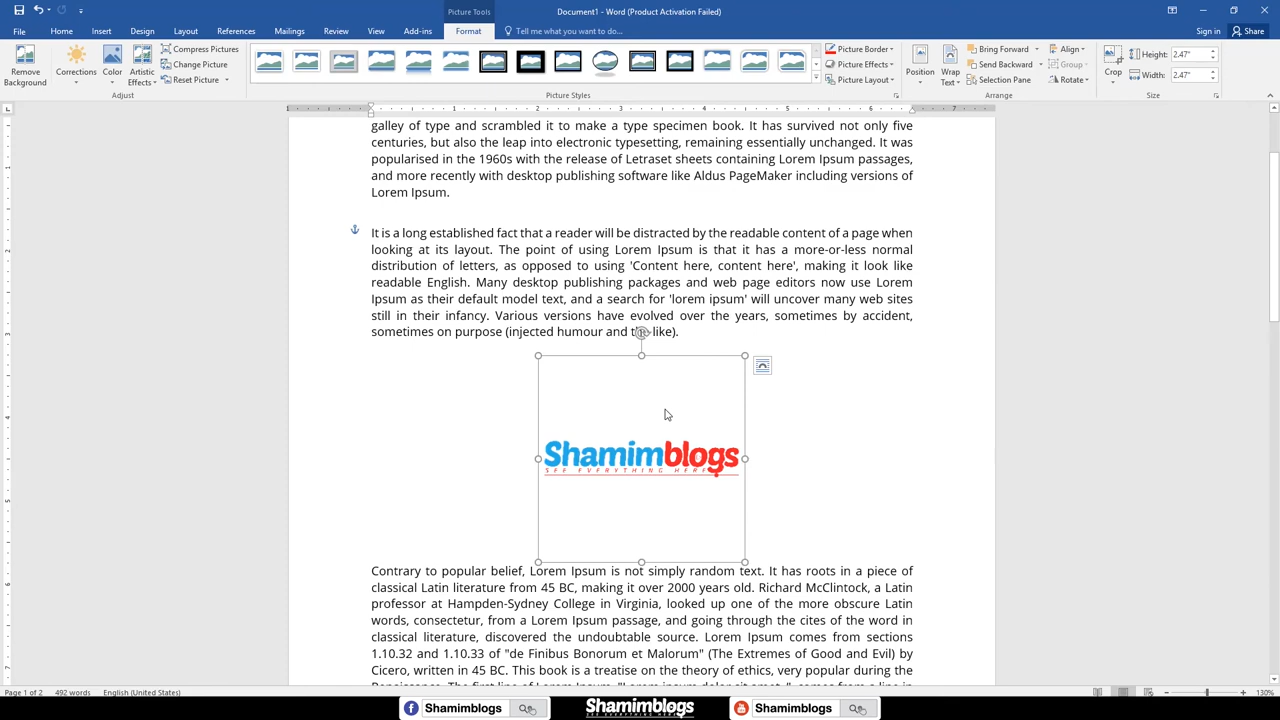 Picture Tools
Document1 - Word (Product Activation Failed)
File Home Insert Design Layout References Mailings Review View Add-ins Format Tell me what you want to do... Sign in Share
Remove Background
Corrections
Color
Artistic Effects
Compress Pictures
Change Picture
Reset Picture
Adjust
Picture Styles
Picture Border
Picture Effects
Picture Layout
Position
Wrap Text
Bring Forward
Send Backward
Selection Pane
Align
Group
Rotate
Arrange
Crop
Height: 2.47"
Width: 2.47"
Size
1 1 2 3 4 5 6 7
galley of type and scrambled it to make a type specimen book. It has survived not only five
centuries, but also the leap into electronic typesetting, remaining essentially unchanged. It was
popularised in the 1960s with the release of Letraset sheets containing Lorem Ipsum passages,
and more recently with desktop publishing software like Aldus PageMaker including versions of
Lorem Ipsum.
It is a long established fact that a reader will be distracted by the readable content of a page when
looking at its layout. The point of using Lorem Ipsum is that it has a more-or-less normal
distribution of letters, as opposed to using 'Content here, content here', making it look like
readable English. Many desktop publishing packages and web page editors now use Lorem
Ipsum as their default model text, and a search for 'lorem ipsum' will uncover many web sites
still in their infancy. Various versions have evolved over the years, sometimes by accident,
sometimes on purpose (injected humour and the like).
Shamimblogs
SEE EVERYTHING HERE
Contrary to popular belief, Lorem Ipsum is not simply random text. It has roots in a piece of
classical Latin literature from 45 BC, making it over 2000 years old. Richard McClintock, a Latin
professor at Hampden-Sydney College in Virginia, looked up one of the more obscure Latin
words, consectetur, from a Lorem Ipsum passage, and going through the cites of the word in
classical literature, discovered the undoubtable source. Lorem Ipsum comes from sections
1.10.32 and 1.10.33 of "de Finibus Bonorum et Malorum" (The Extremes of Good and Evil) by
Cicero, written in 45 BC. This book is a treatise on the theory of ethics, very popular during the
Page 1 of 2 492 words English (United States) 130%
Shamimblogs
Shamimblogs
SEE EVERYTHING HERE
Shamimblogs